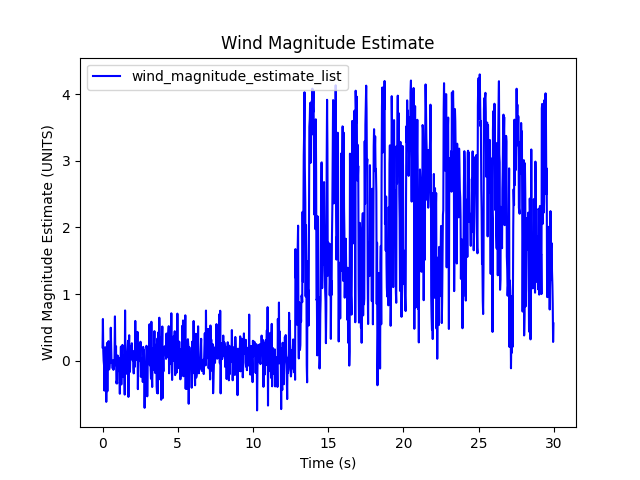 Wind Magnitude Estimate
wind_magnitude_estimate_list
Wind Magnitude Estimate (UNITS)
4
3
2
1
0
0 5 10 15 20 25 30
Time (s)